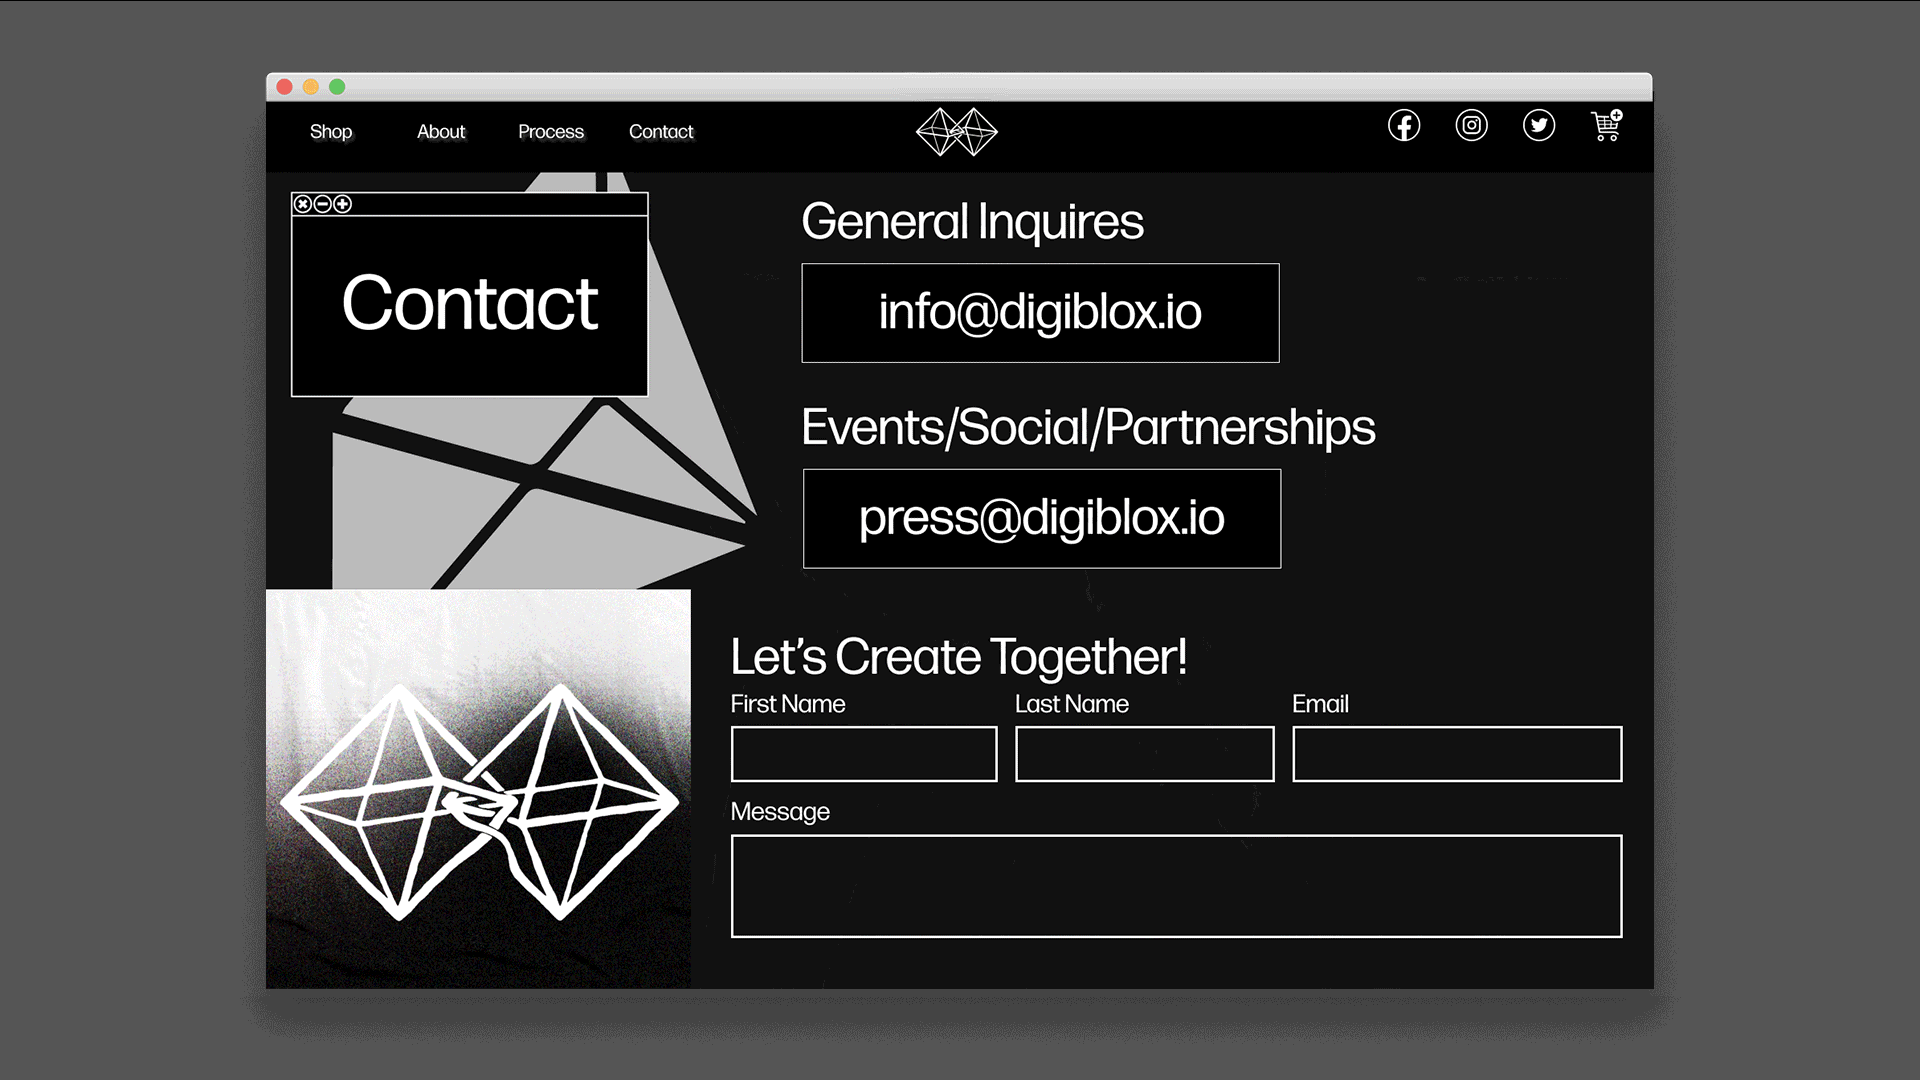 Shop About Process Contact
Contact
General Inquires
info@digiblox.io
Events/Social/Partnerships
press@digiblox.io
Let's Create Together!
First Name Last Name Email
Message